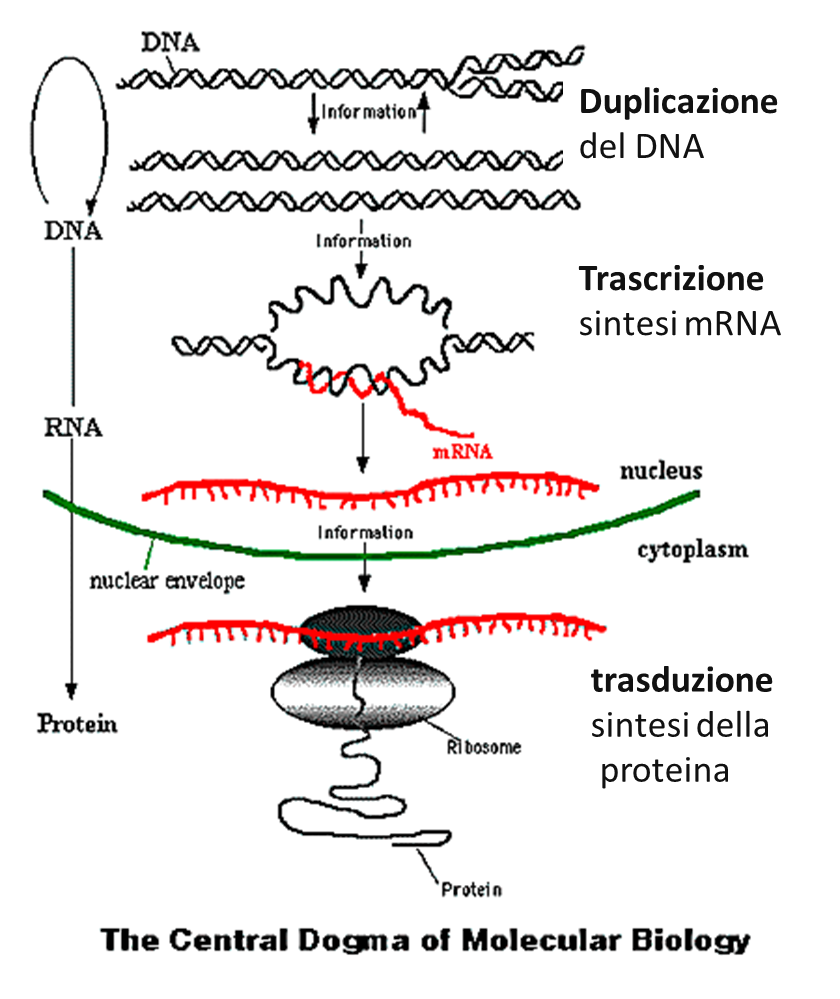 DNA
Information
Duplicazione
del DNA
DNA
Information
Trascrizione
sintesi mRNA
RNA
mRNA
nucleus
Information
cytoplasm
nuclear envelope
trasduzione
sintesi della
proteina
Protein
Ribosome
Protein
The Central Dogma of Molecular Biology